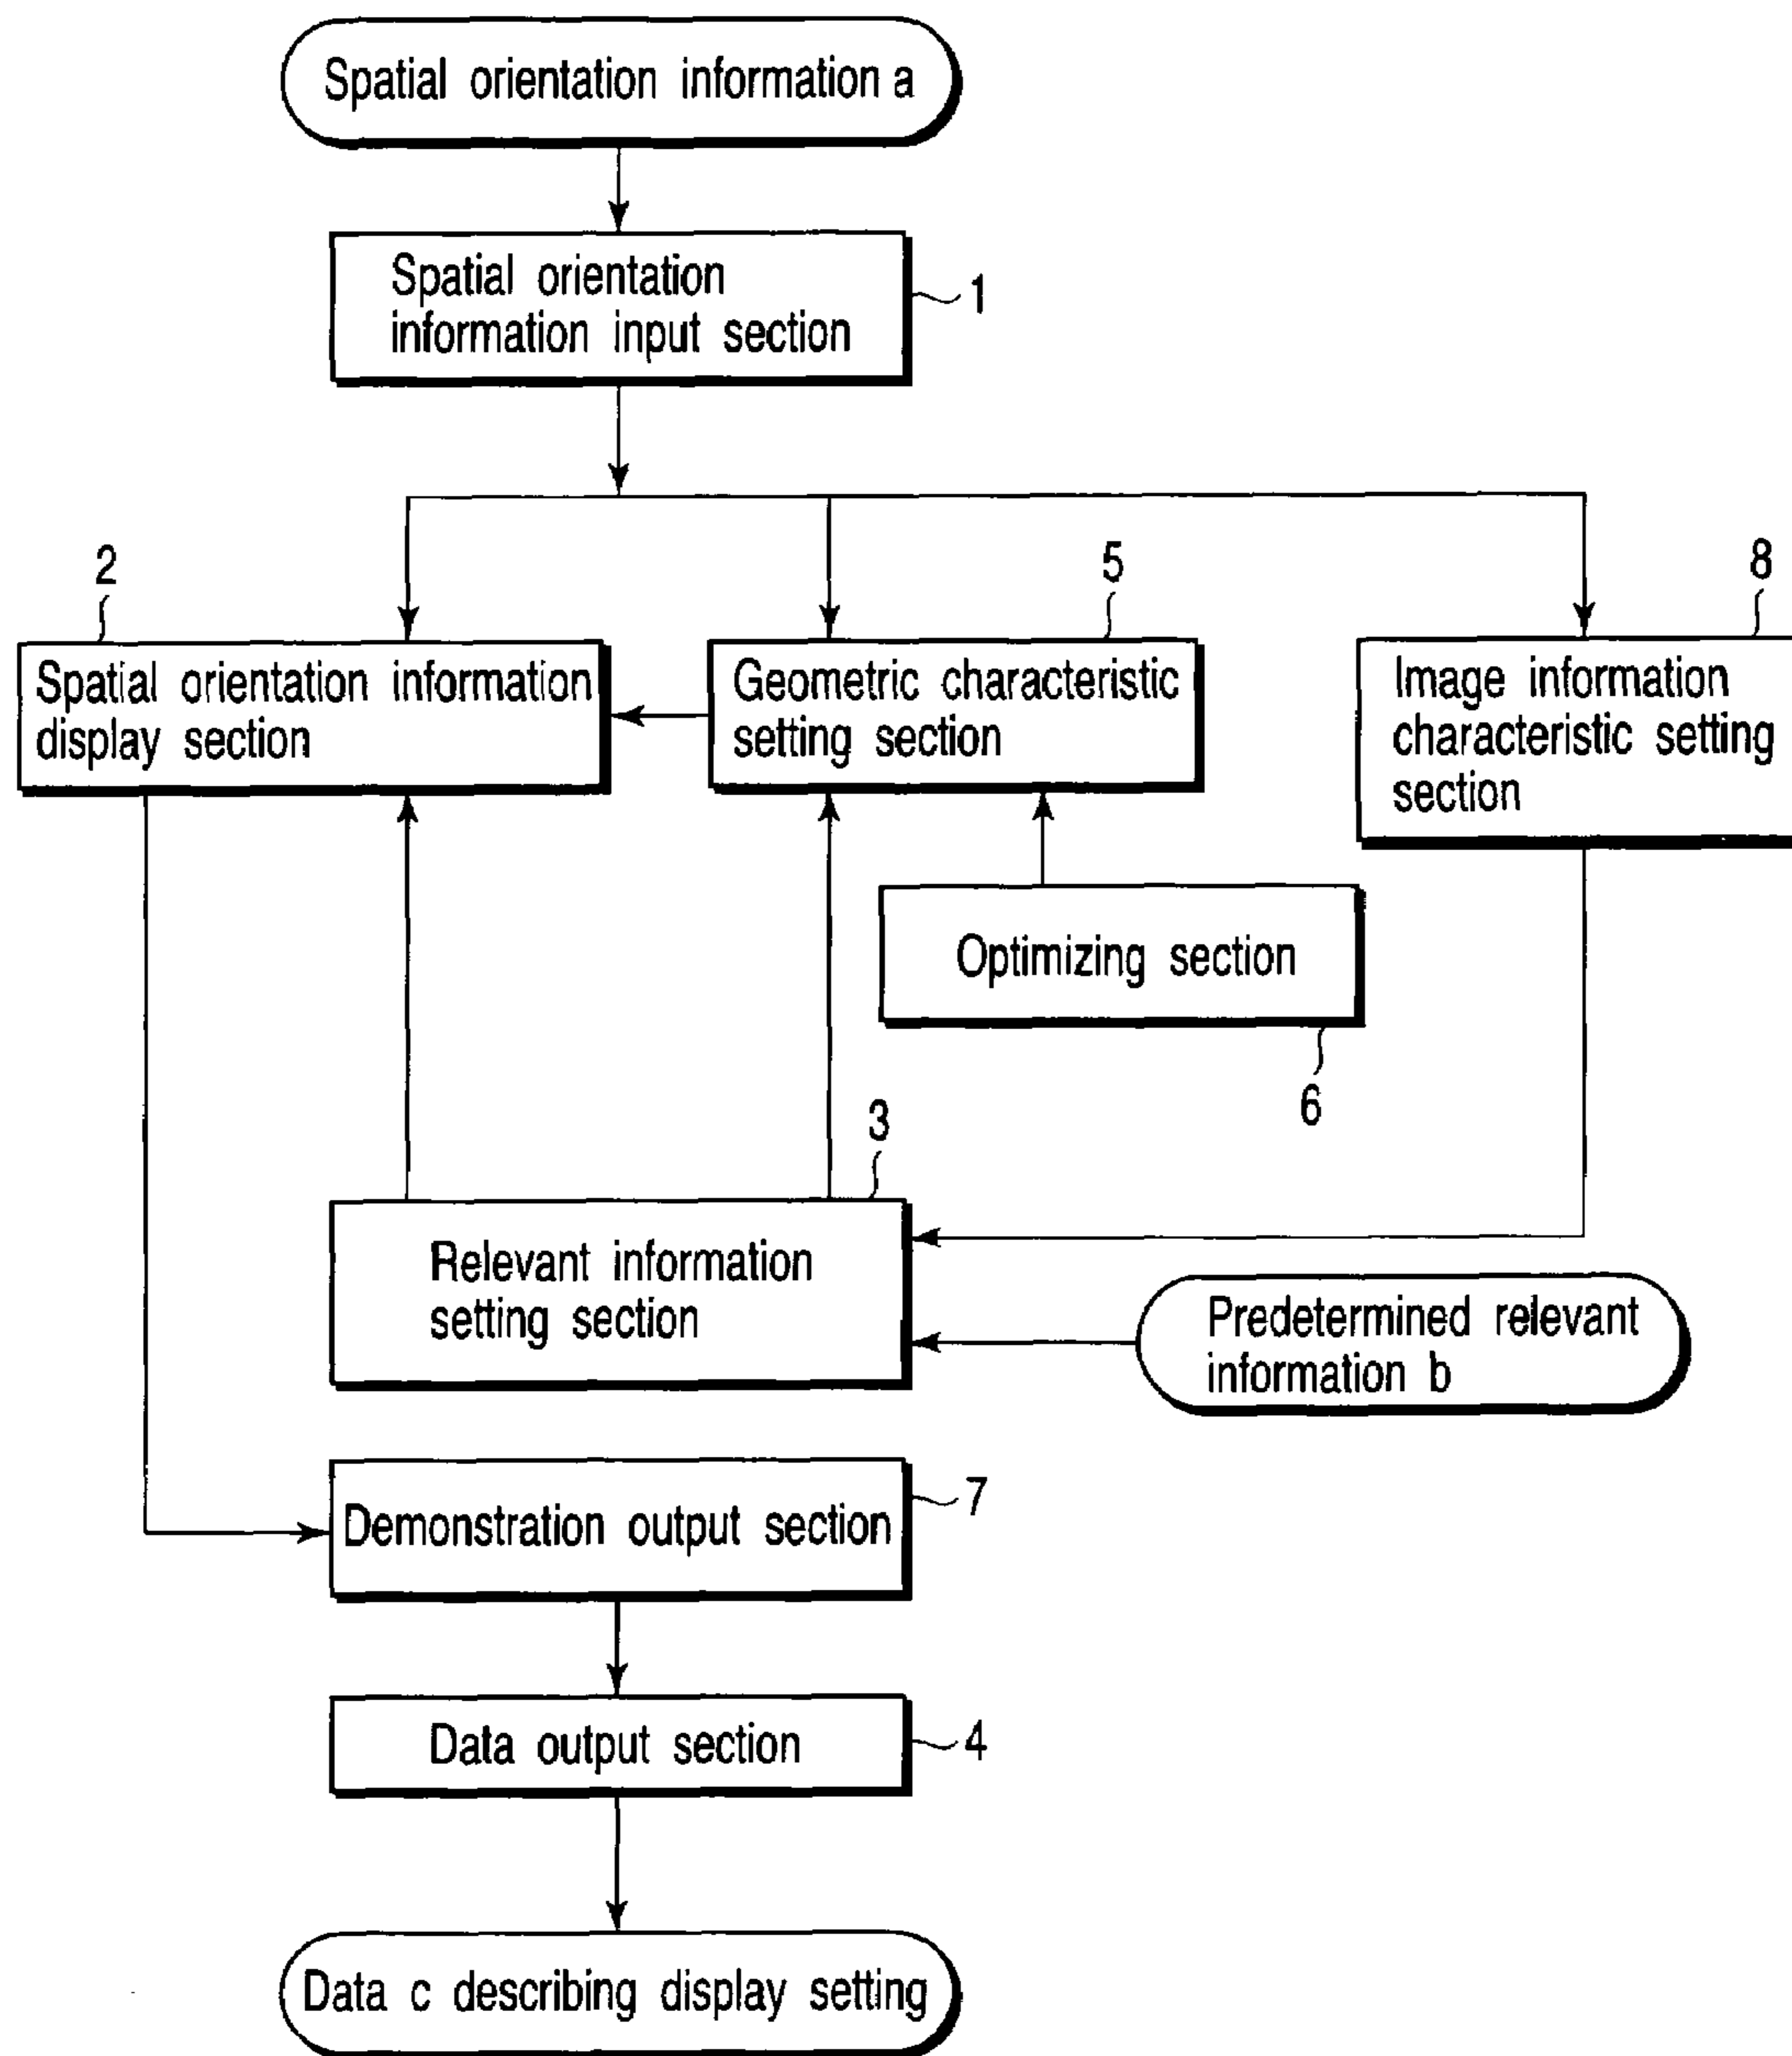 Spatial orientation information a
Spatial orientation
information input section
1
2
5
8
Spatial orientation information
display section
Geometric characteristic
setting section
Image information
characteristic setting
section
Optimizing section
6
3
Relevant information
setting section
Predetermined relevant
information b
7
Demonstration output section
Data output section
4
Data c describing display setting